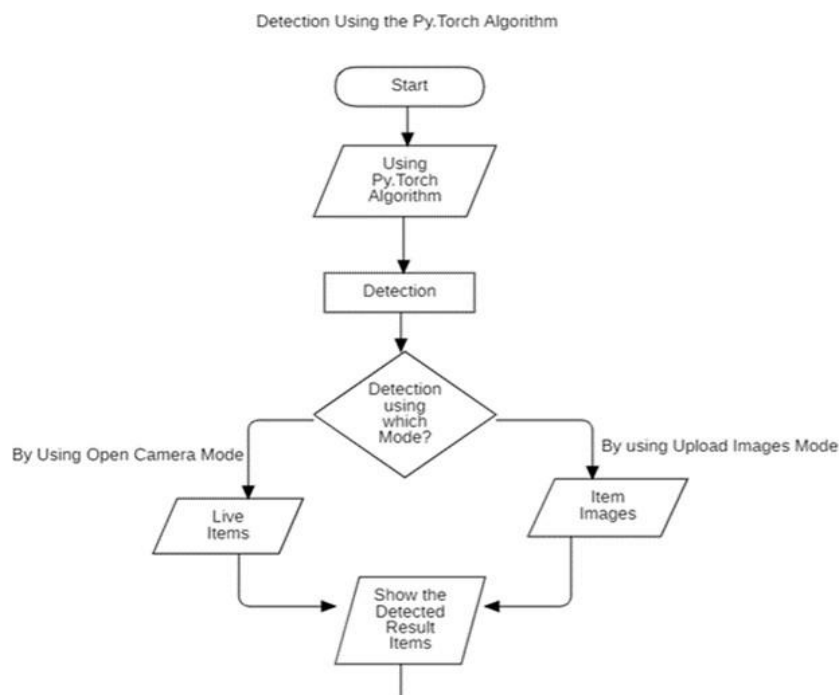 Detection Using the Py.Torch Algorithm
Start
Using
Py.Torch
Algorithm
Detection
Detection
using
which
Mode?
By Using Open Camera Mode
By using Upload Images Mode
Live
Items
Item
Images
Show the
Detected
Result
Items